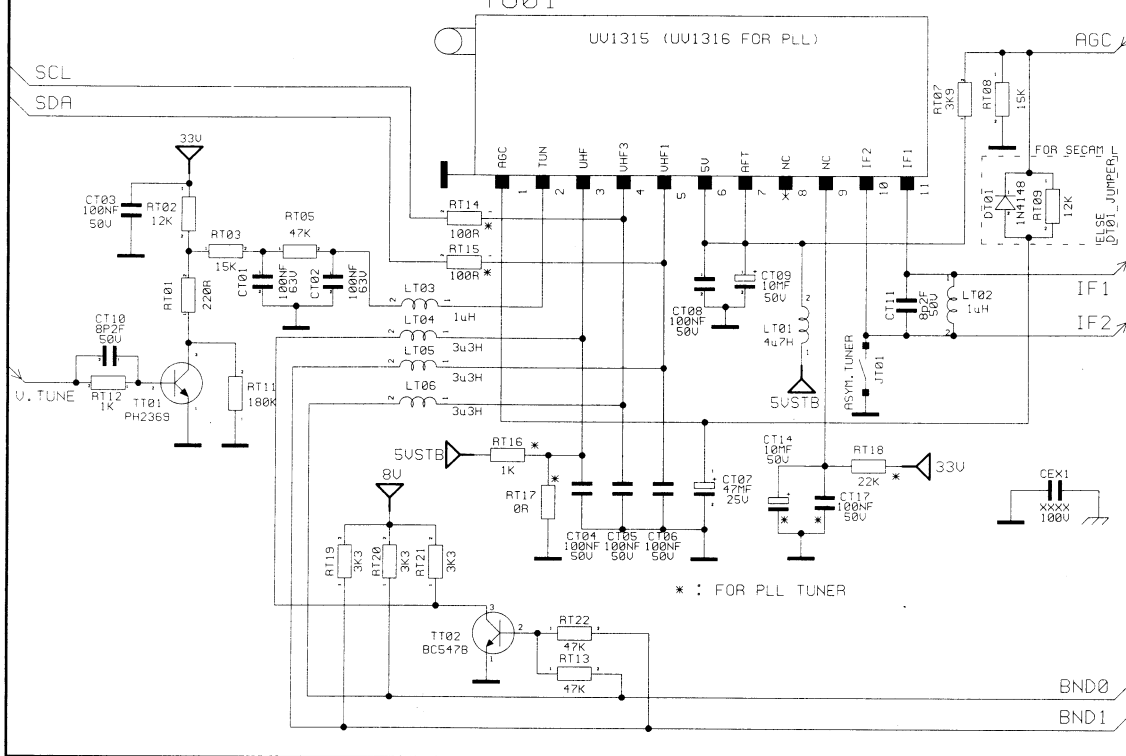 TU01
UV1315 (UV1316 FOR PLL)
AGC
SCL
SDA
33V
CT03
100NF
50V
RT02
12K
RT03
15K
RT05
47K
CT01
100NF
63V
CT02
100NF
63V
RT01
220R
CT10
8P2F
50V
RT12
1K
V.TUNE
TT01
PH2369
RT11
180K
AGC
TUN
UHF
VHF3
VHF1
5V
AFT
NC
NC
IF2
IF1
1
2
3
4
5
6
7
8
9
10
11
RT14
100R
*
RT15
100R
*
LT03
1uH
LT04
3u3H
LT05
3u3H
LT06
3u3H
RT07
3K9
RT08
15K
FOR SECAM L
DT01
1N4148
RT09
12K
ELSE
DT01_JUMPER
CT08
100NF
50V
CT09
10MF
50V
LT01
4u7H
5VSTB
CT11
8p2F
50V
LT02
1uH
IF1
IF2
ASYM.TUNER
JT01
5VSTB
RT16
*
1K
RT17
0R
*
CT04
100NF
50V
CT05
100NF
50V
CT06
100NF
50V
CT07
47MF
25V
CT14
10MF
50V
*
CT17
100NF
50V
*
RT18
22K
*
33V
CEX1
XXXX
100V
8V
RT19
3K3
RT20
3K3
RT21
3K3
* : FOR PLL TUNER
TT02
BC547B
RT22
47K
RT13
47K
BND0
BND1